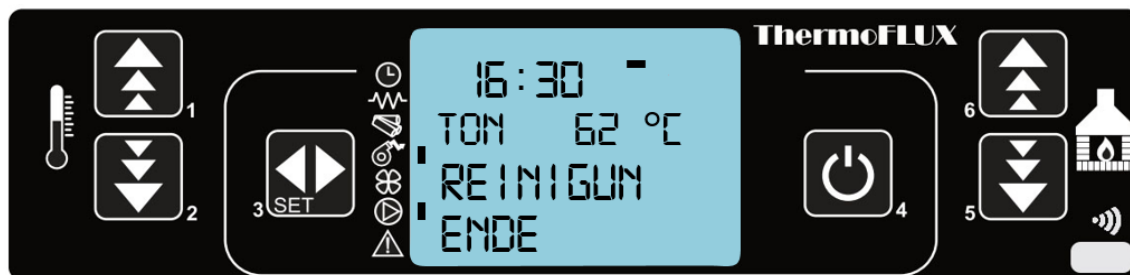 ThermoFLUX
16:30
TON 62 °C
REINIGUN
ENDE
1
2
3 SET
4
5
6